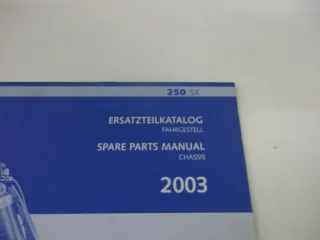 250 SX
ERSATZTEILKATALOG
FAHRGESTELL
SPARE PARTS MANUAL
CHASSIS
2003